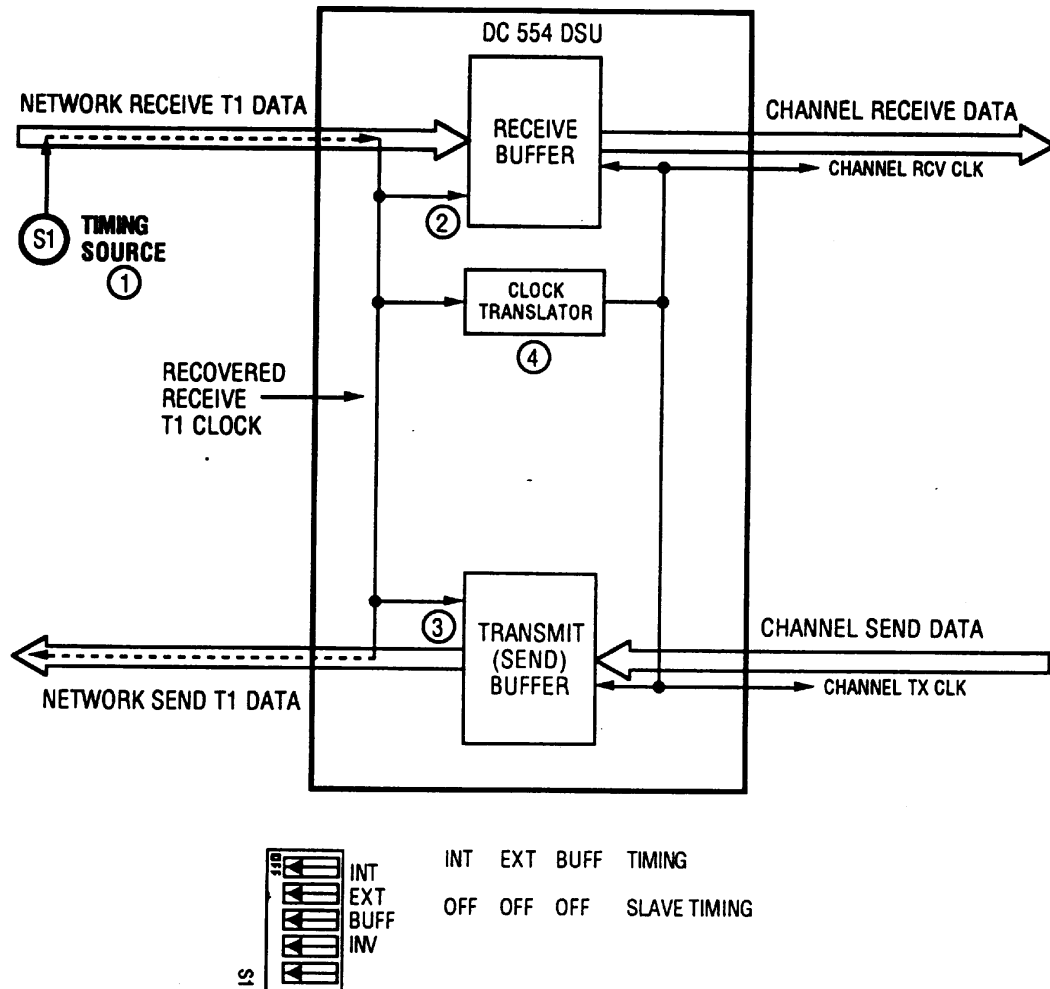 DC 554 DSU
NETWORK RECEIVE T1 DATA
RECEIVE
BUFFER
CHANNEL RECEIVE DATA
CHANNEL RCV CLK
S1
TIMING
SOURCE
1
2
CLOCK
TRANSLATOR
4
RECOVERED
RECEIVE
T1 CLOCK
3
TRANSMIT
(SEND)
BUFFER
CHANNEL SEND DATA
CHANNEL TX CLK
NETWORK SEND T1 DATA
OFF
INT
EXT
BUFF
INV
S1
INT EXT BUFF TIMING
OFF OFF OFF SLAVE TIMING